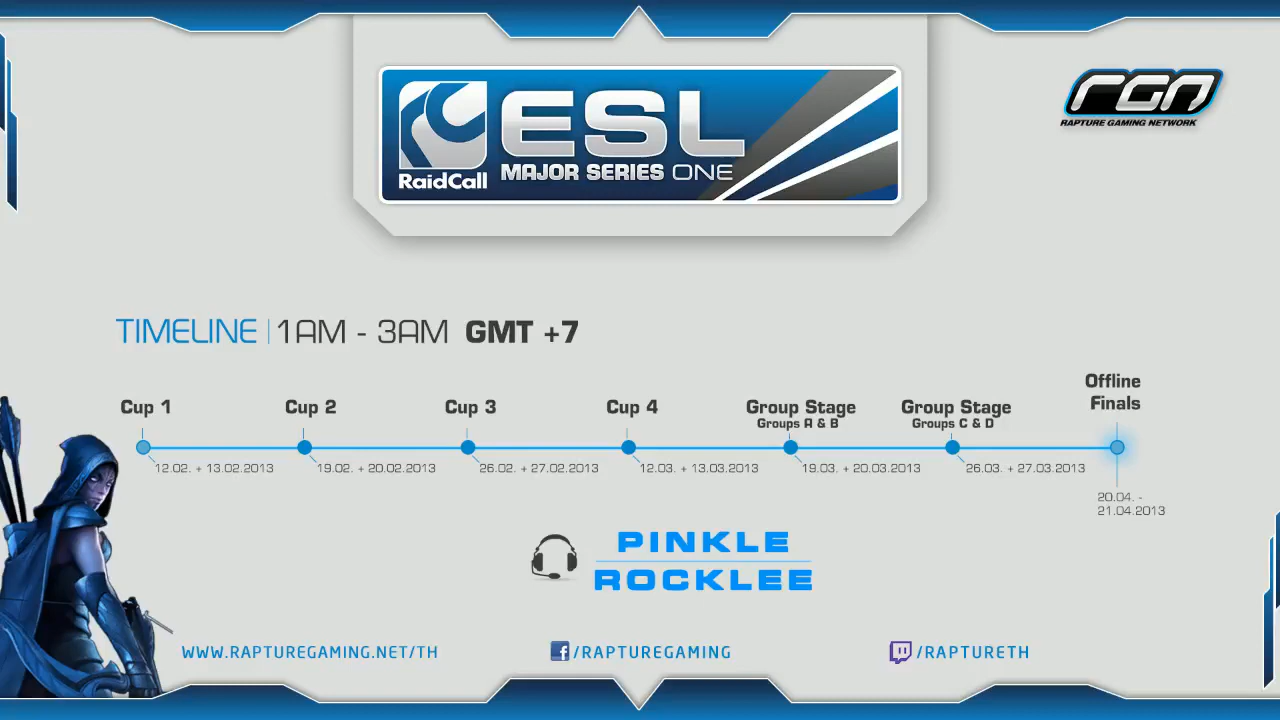 RaidCall
ESL
MAJOR SERIES ONE
RGN
RAPTURE GAMING NETWORK
TIMELINE | 1AM - 3AM GMT +7
Cup 1
12.02. + 13.02.2013
Cup 2
19.02. + 20.02.2013
Cup 3
26.02. + 27.02.2013
Cup 4
12.03. + 13.03.2013
Group Stage
Groups A & B
19.03. + 20.03.2013
Group Stage
Groups C & D
26.03. + 27.03.2013
Offline
Finals
20.04. -
21.04.2013
PINKLE
ROCKLEE
WWW.RAPTUREGAMING.NET/TH
f/RAPTUREGAMING
/RAPTURETH